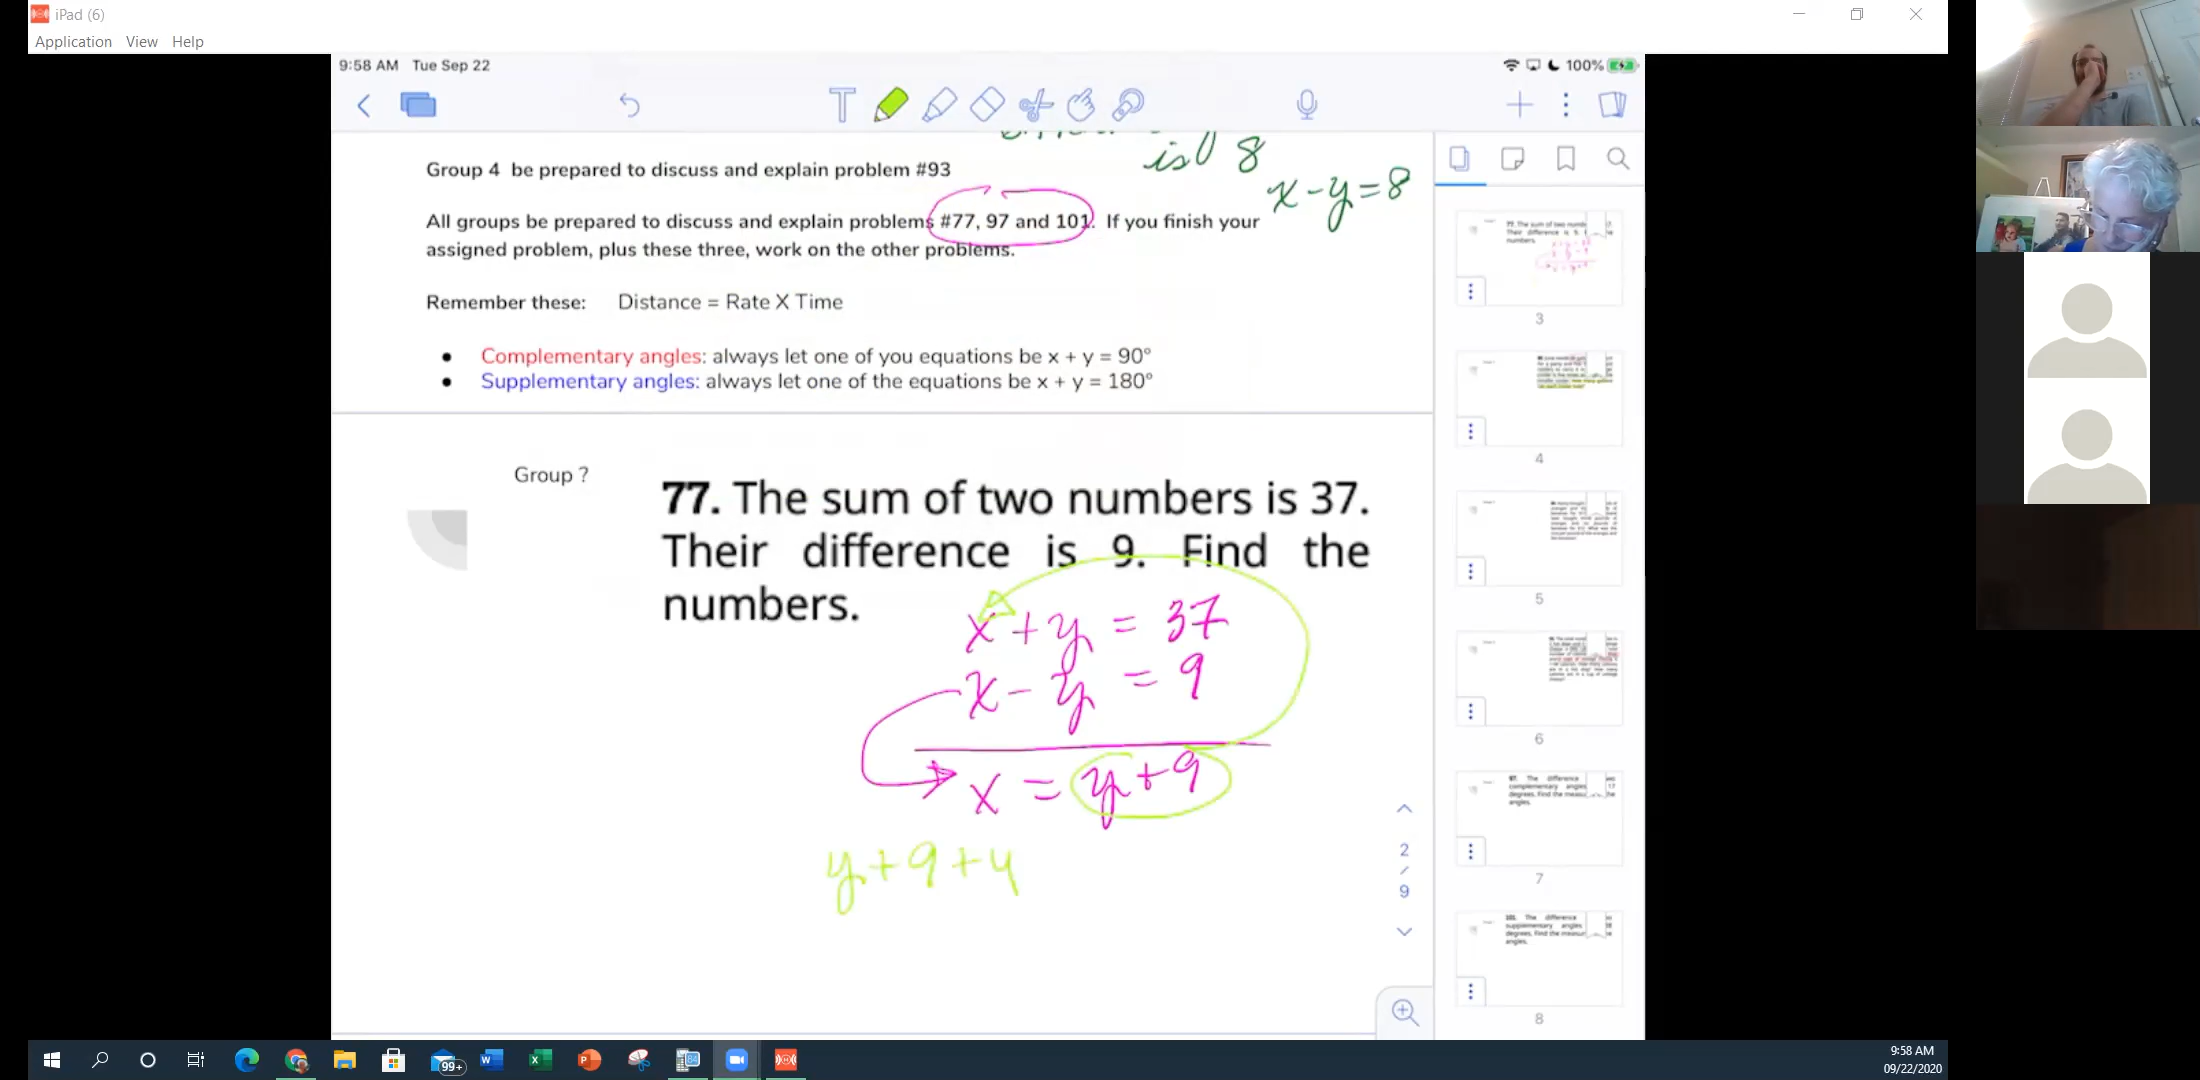 iPad (6)
Application View Help
9:58 AM Tue Sep 22
100%
is 8
x-y=8
Group 4 be prepared to discuss and explain problem #93
All groups be prepared to discuss and explain problems #77, 97 and 101. If you finish your
assigned problem, plus these three, work on the other problems.
Remember these: Distance = Rate X Time
• Complementary angles: always let one of you equations be x + y = 90°
• Supplementary angles: always let one of the equations be x + y = 180°
Group ?
77. The sum of two numbers is 37.
Their difference is 9. Find the
numbers.
x+y = 37
x-y = 9
x = y+9
y+9+y
2
/
9
3
4
5
6
7
8
99+
9:58 AM
09/22/2020